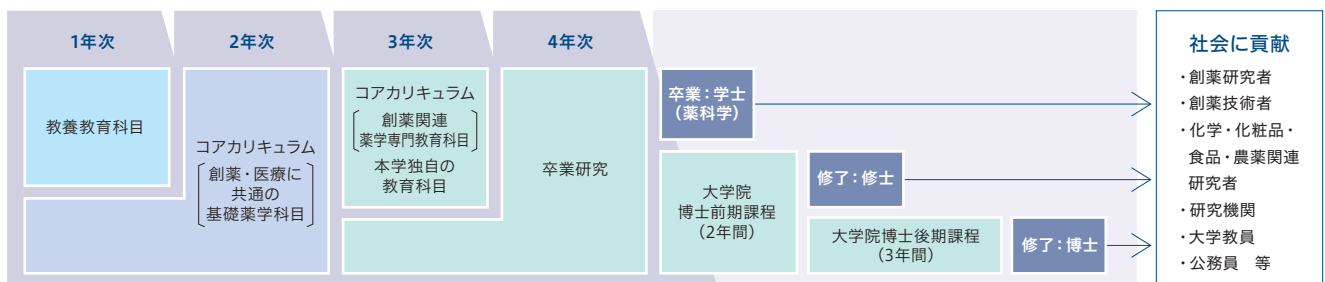 1年次
2年次
3年次
4年次
教養教育科目
コアカリキュラム
創薬・医療に
共通の
基礎薬学科目
コアカリキュラム
創薬関連
薬学専門教育科目
本学独自の
教育科目
卒業研究
卒業：学士
（薬科学）
大学院
博士前期課程
（2年間）
修了：修士
大学院博士後期課程
（3年間）
修了：博士
社会に貢献
・創薬研究者
・創薬技術者
・化学・化粧品・
食品・農薬関連
研究者
・研究機関
・大学教員
・公務員　等